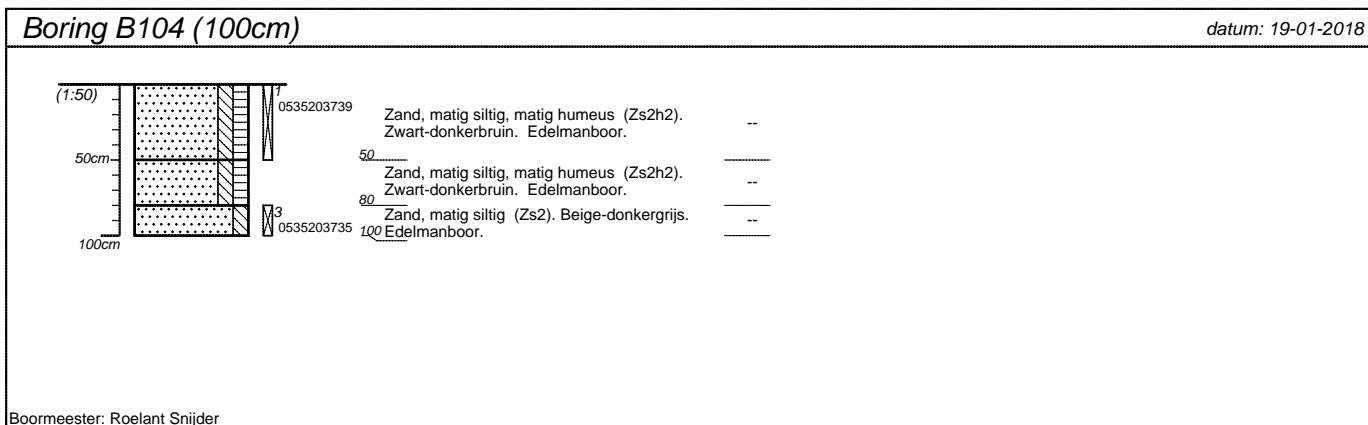 Boring B104 (100cm)
datum: 19-01-2018
(1:50)
1
0535203739
Zand, matig siltig, matig humeus (Zs2h2).
Zwart-donkerbruin. Edelmanboor.
--
50cm
50
Zand, matig siltig, matig humeus (Zs2h2).
Zwart-donkerbruin. Edelmanboor.
--
80
3
0535203735
Zand, matig siltig (Zs2). Beige-donkergrijs.
Edelmanboor.
--
100
100cm
Boormeester: Roelant Snijder